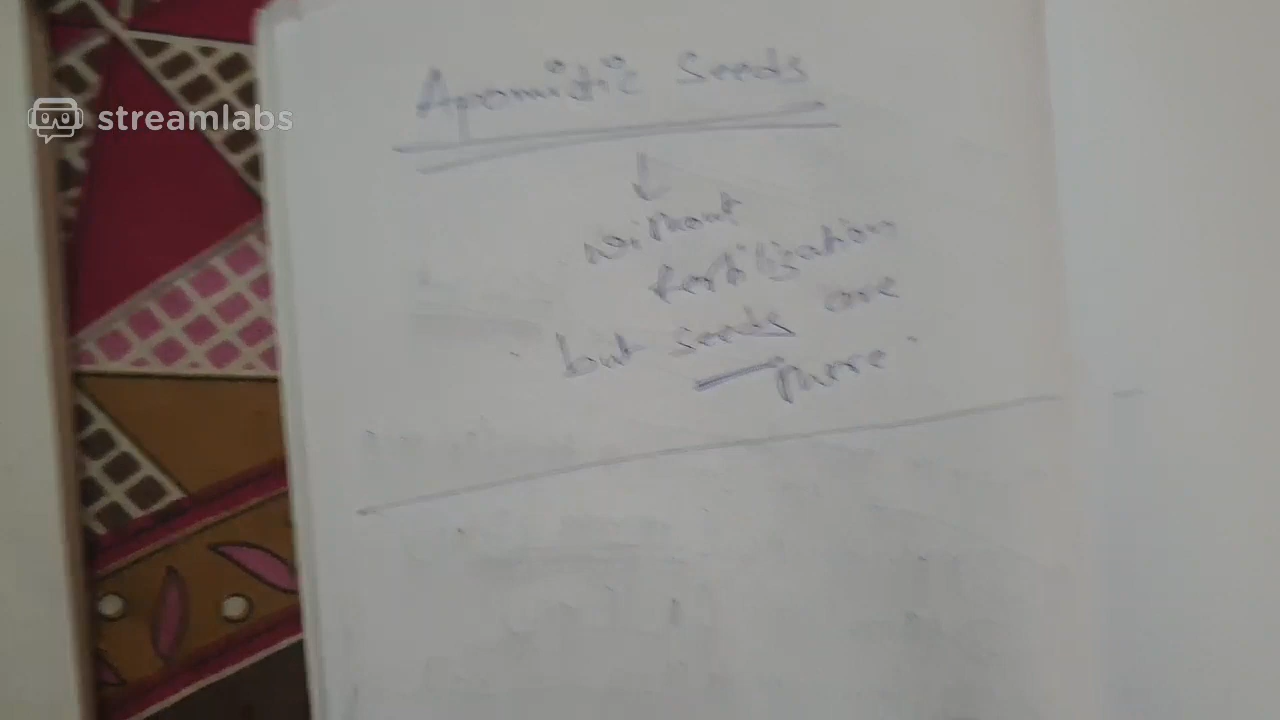 streamlabs
Apomictic seeds
without
fertilization
but seeds are
there